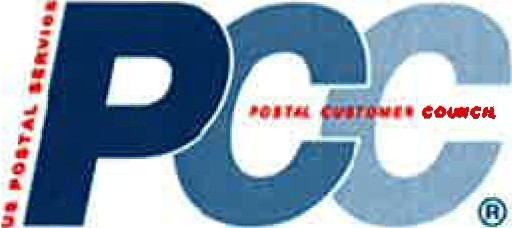 US POSTAL SERVICE
PCC
POSTAL CUSTOMER COUNCIL
®